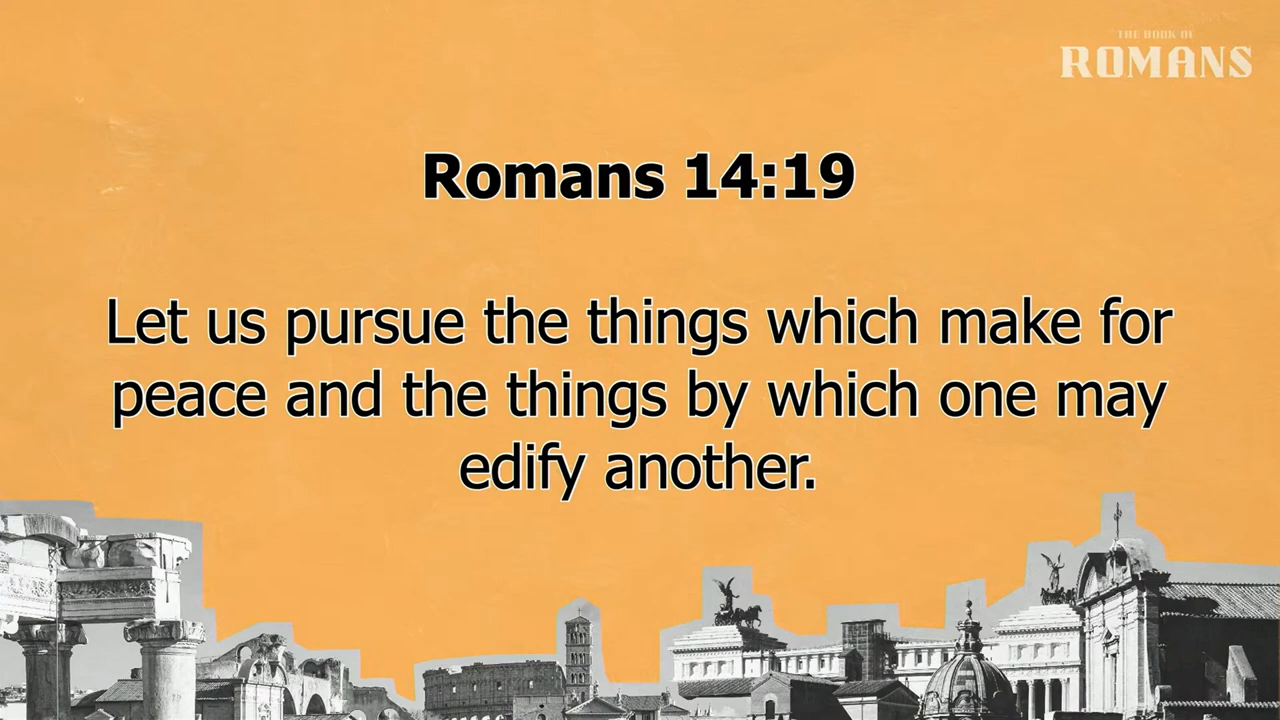 THE BOOK OF
ROMANS
Romans 14:19
Let us pursue the things which make for
peace and the things by which one may
edify another.